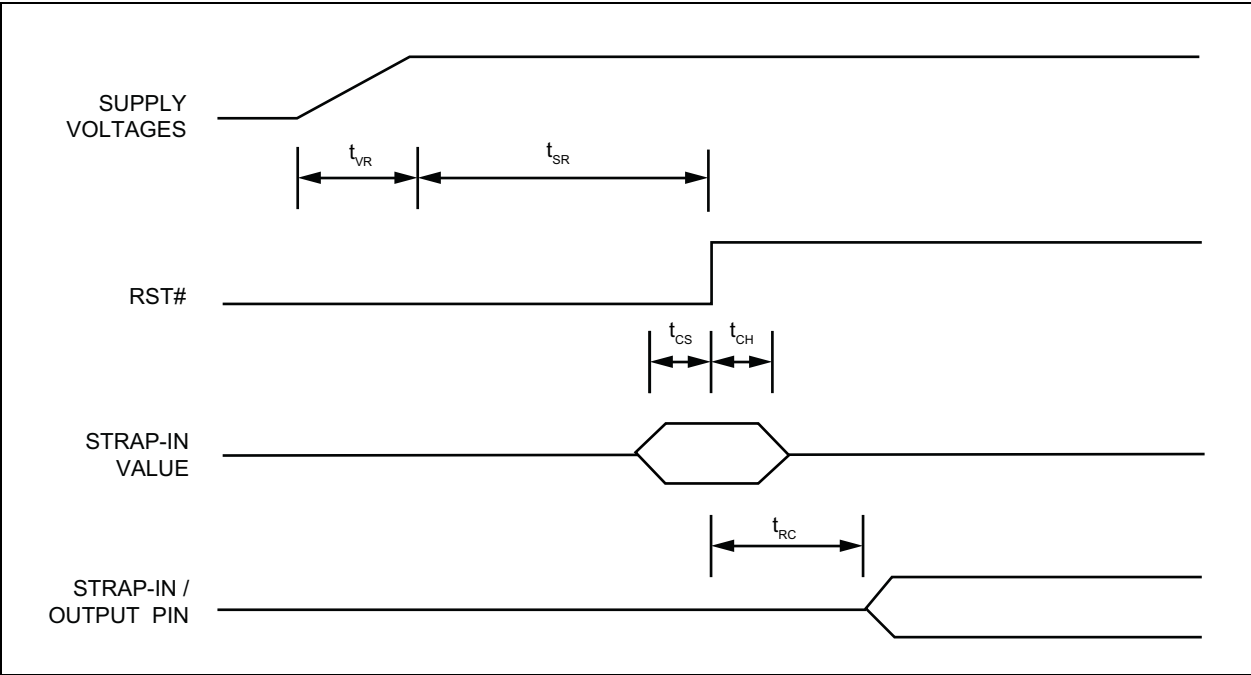 SUPPLY
VOLTAGES
tVR
tSR
RST#
tCS
tCH
STRAP-IN
VALUE
tRC
STRAP-IN /
OUTPUT PIN